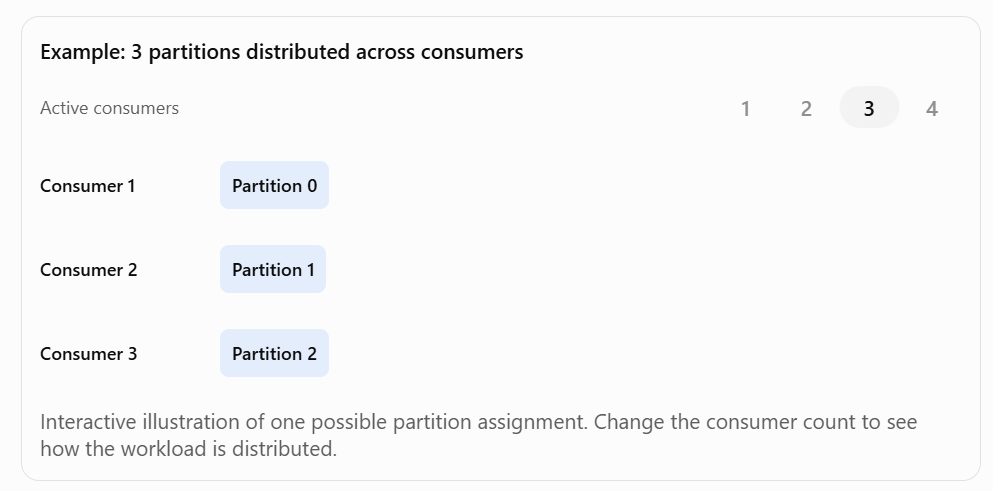 Example: 3 partitions distributed across consumers
Active consumers 1 2 3 4
Consumer 1 Partition 0
Consumer 2 Partition 1
Consumer 3 Partition 2
Interactive illustration of one possible partition assignment. Change the consumer count to see
how the workload is distributed.